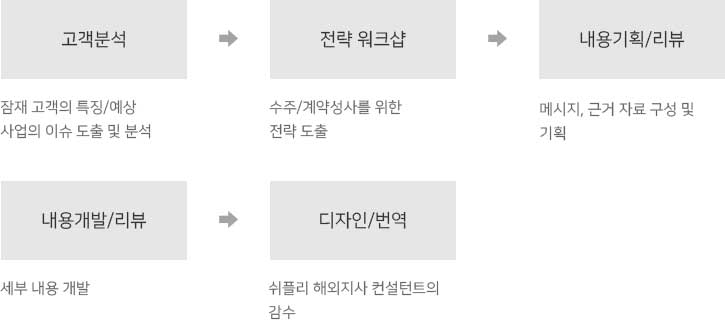 고객분석
전략 워크샵
내용기획/리뷰
잠재 고객의 특징/예상
사업의 이슈 도출 및 분석
수주/계약성사를 위한
전략 도출
메시지, 근거 자료 구성 및
기획
내용개발/리뷰
디자인/번역
세부 내용 개발
쉬플리 해외지사 컨설턴트의
감수